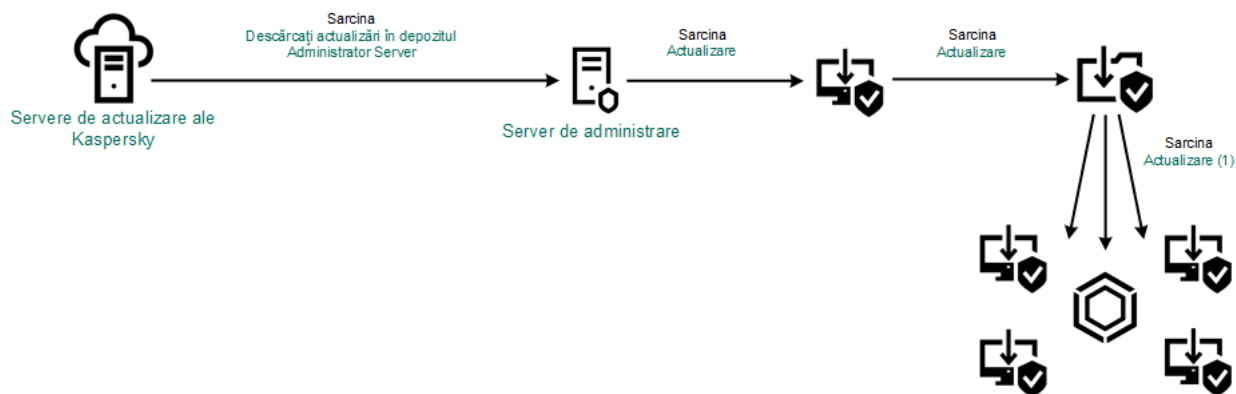 Sarcina
Descărcați actualizări în depozitul
Administrator Server
Sarcina
Actualizare
Sarcina
Actualizare
Servere de actualizare ale
Kaspersky
Server de administrare
Sarcina
Actualizare (1)